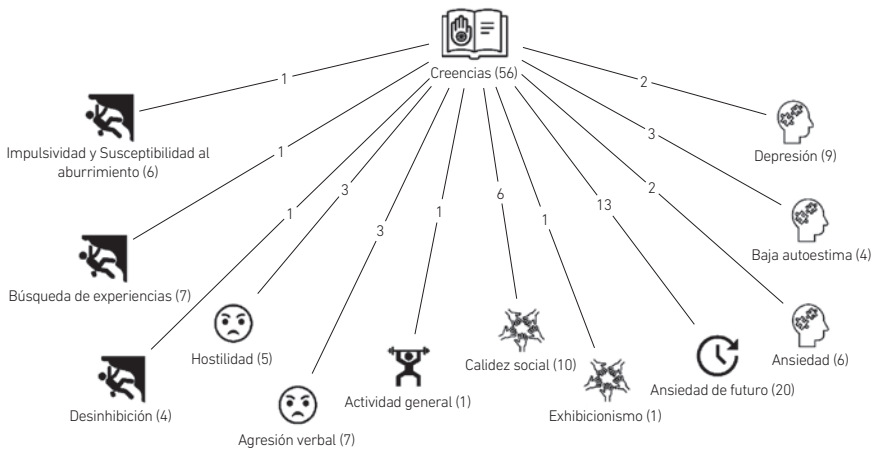 Creencias (56)
1
2
Impulsividad y Susceptibilidad al
aburrimiento (6)
1
3
Depresión (9)
1
3
3
1
6
1
13
2
Búsqueda de experiencias (7)
Baja autoestima (4)
Hostilidad (5)
Calidez social (10)
Ansiedad (6)
Desinhibición (4)
Actividad general (1)
Exhibicionismo (1)
Ansiedad de futuro (20)
Agresión verbal (7)